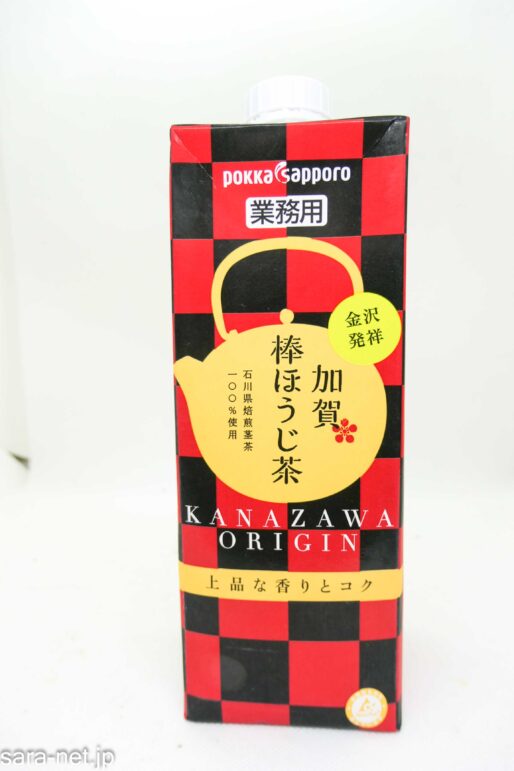 pokka sapporo
業務用
金沢
発祥
加賀
棒ほうじ茶
石川県焙煎茎茶
一〇〇%使用
KANAZAWA
ORIGIN
上品な香りとコク
sara-net.jp